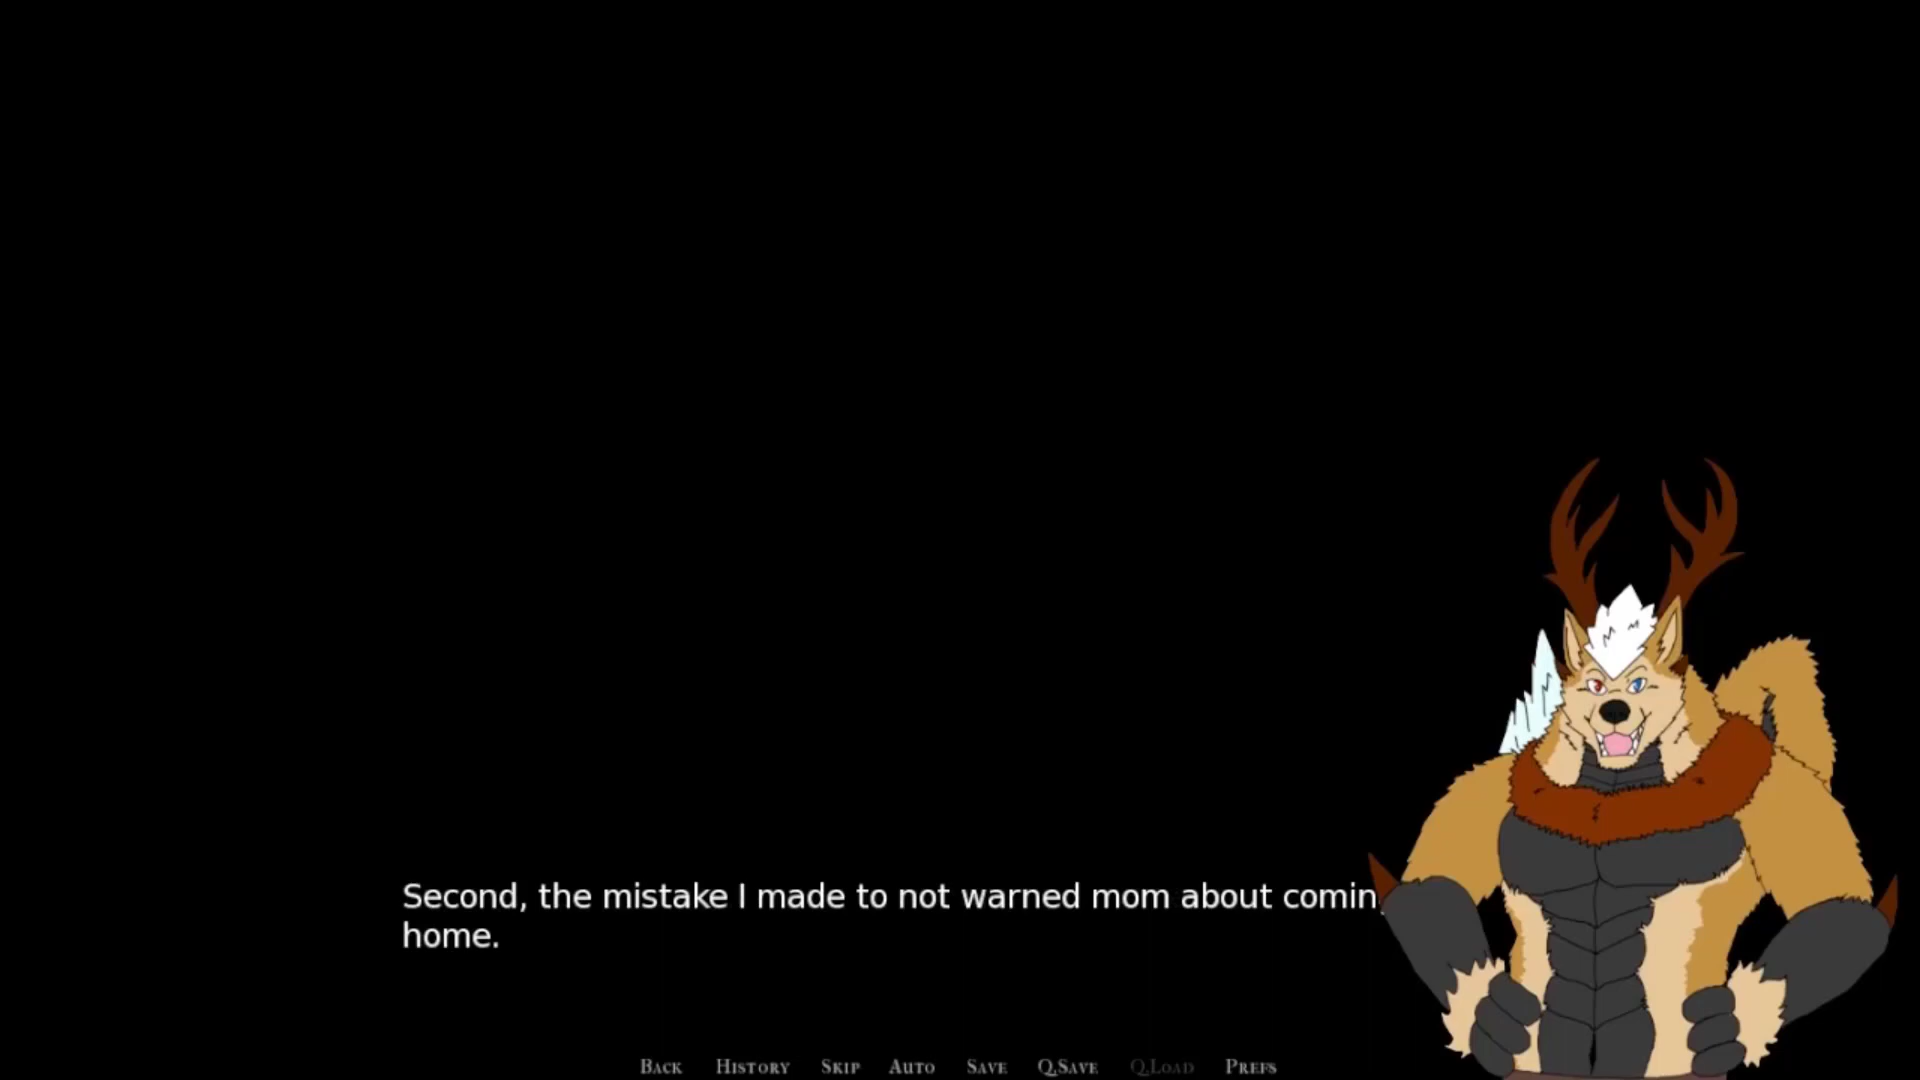 Second, the mistake I made to not warned mom about comin
home.
Back History Skip Auto Save Q.Save Q.Load Prefs